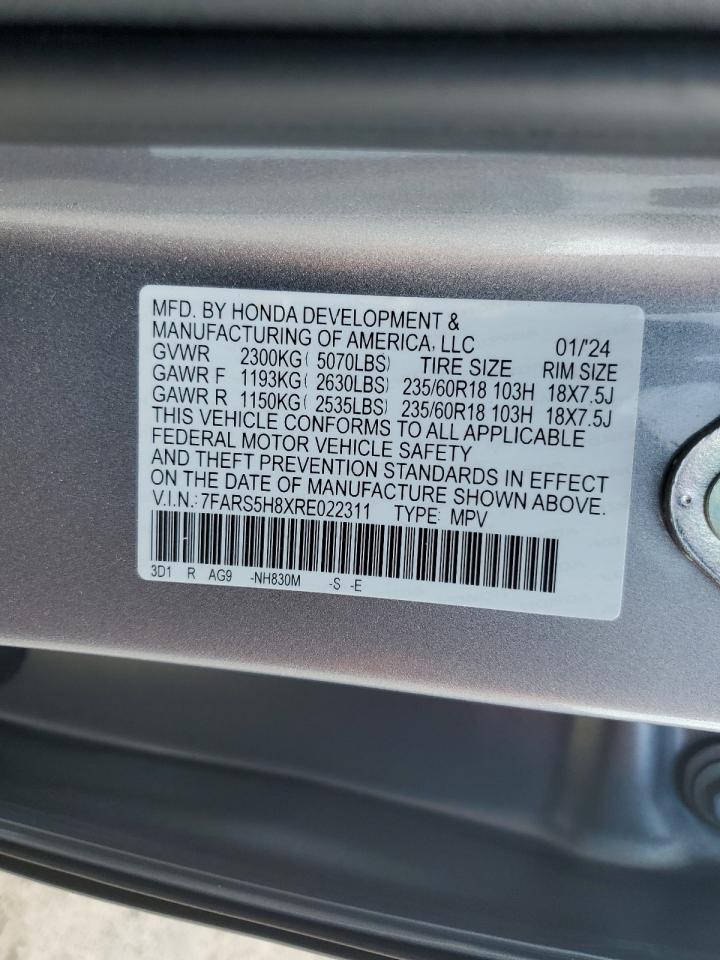 MFD. BY HONDA DEVELOPMENT &
MANUFACTURING OF AMERICA, LLC 01/'24
GVWR 2300KG ( 5070LBS) TIRE SIZE RIM SIZE
GAWR F 1193KG ( 2630LBS) 235/60R18 103H 18X7.5J
GAWR R 1150KG ( 2535LBS) 235/60R18 103H 18X7.5J
THIS VEHICLE CONFORMS TO ALL APPLICABLE
FEDERAL MOTOR VEHICLE SAFETY
AND THEFT PREVENTION STANDARDS IN EFFECT
ON THE DATE OF MANUFACTURE SHOWN ABOVE.
V.I.N.: 7FARS5H8XRE022311 TYPE: MPV
3D1 R AG9 -NH830M -S -E